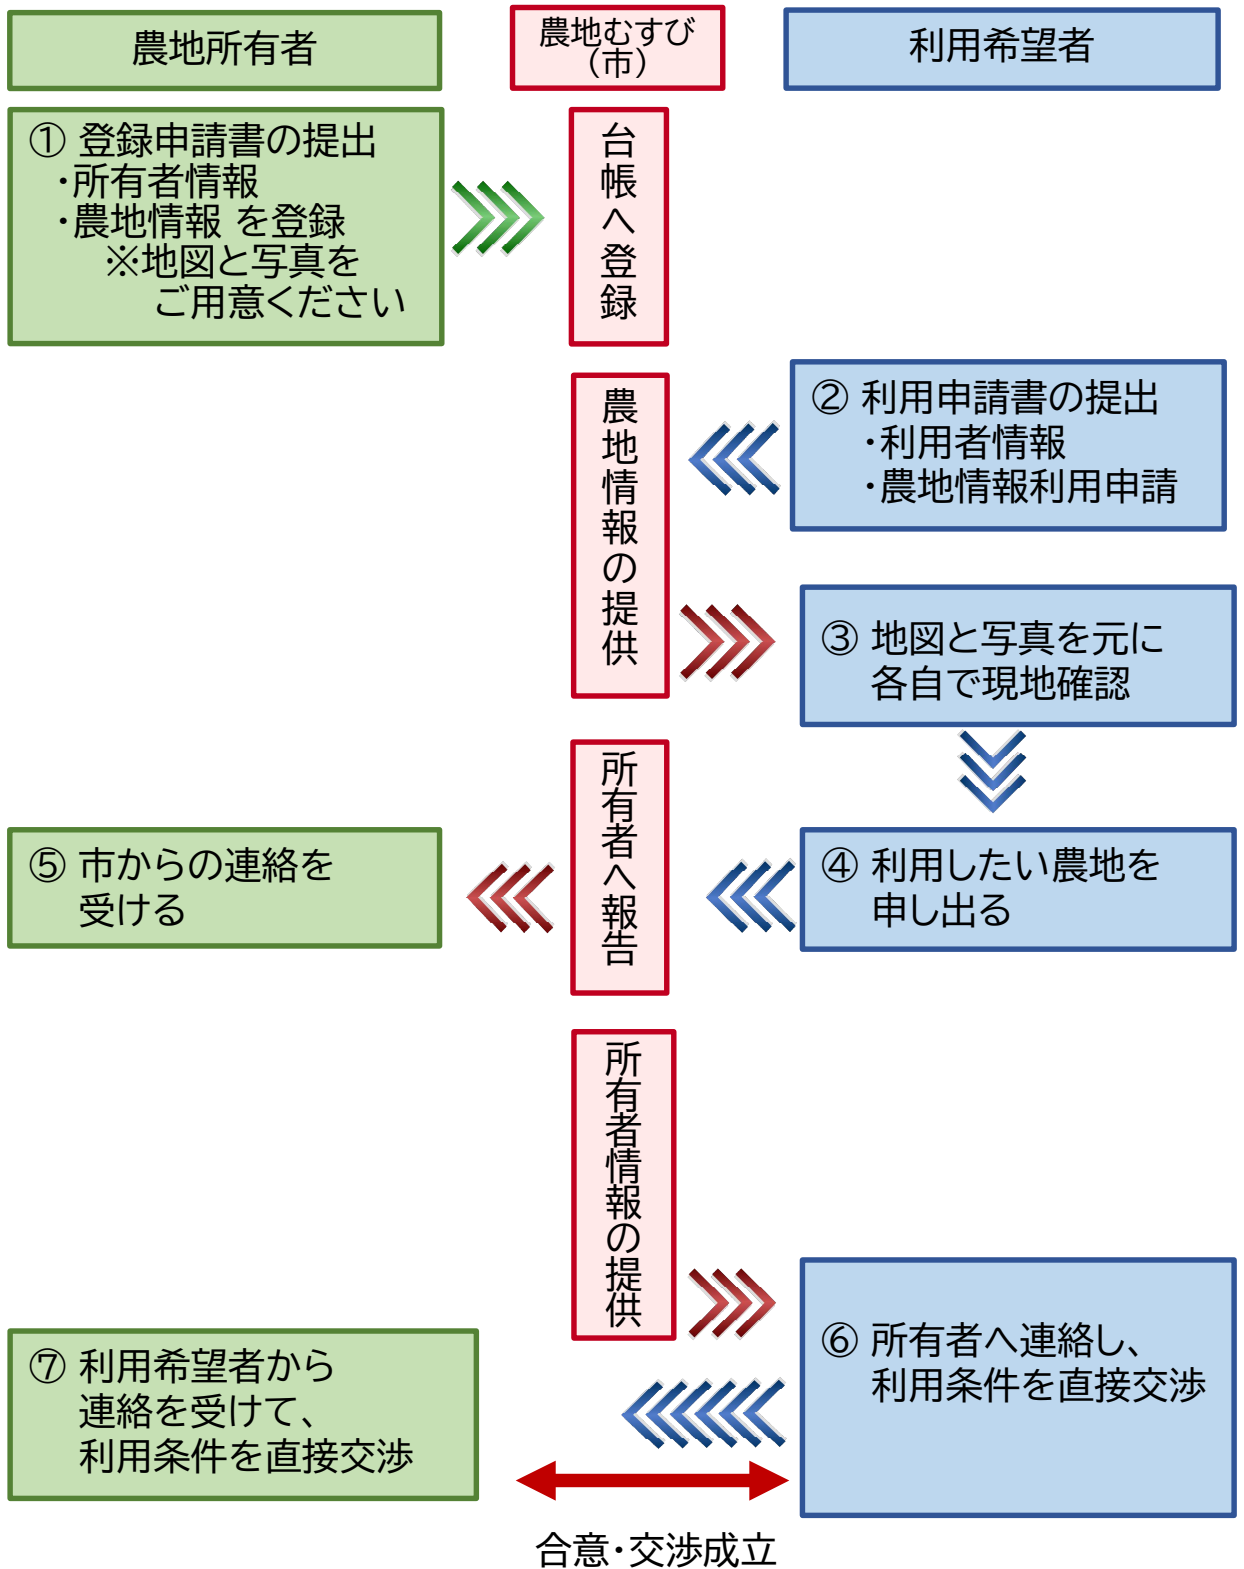 農地所有者
農地むすび
（市）
利用希望者
① 登録申請書の提出
・所有者情報
・農地情報 を登録
※地図と写真を
ご用意ください
台帳へ登録
② 利用申請書の提出
・利用者情報
・農地情報利用申請
農地情報の提供
③ 地図と写真を元に
各自で現地確認
④ 利用したい農地を
申し出る
所有者へ報告
⑤ 市からの連絡を
受ける
所有者情報の提供
⑥ 所有者へ連絡し、
利用条件を直接交渉
⑦ 利用希望者から
連絡を受けて、
利用条件を直接交渉
合意・交渉成立